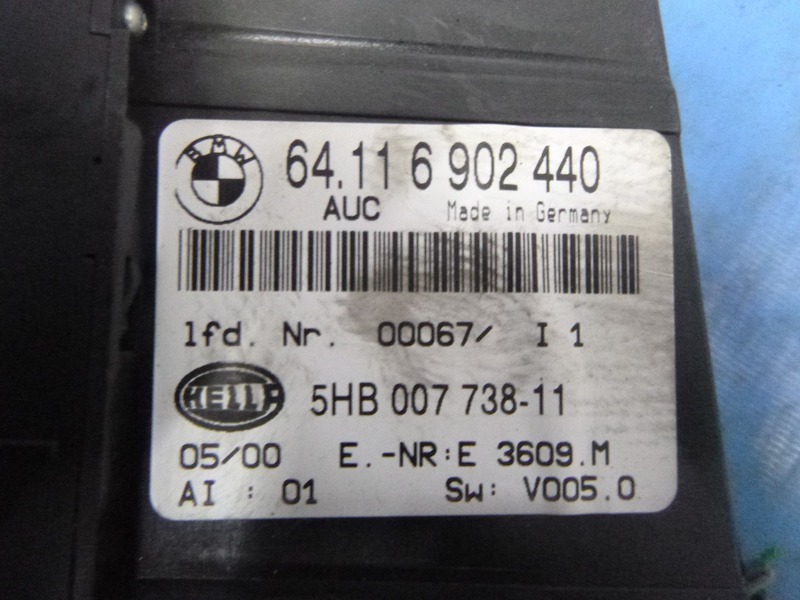 BMW 64.11 6 902 440
AUC Made in Germany
lfd. Nr. 00067/ I 1
HELLA 5HB 007 738-11
05/00 E.-NR:E 3609.M
AI : 01 Sw: V005.0